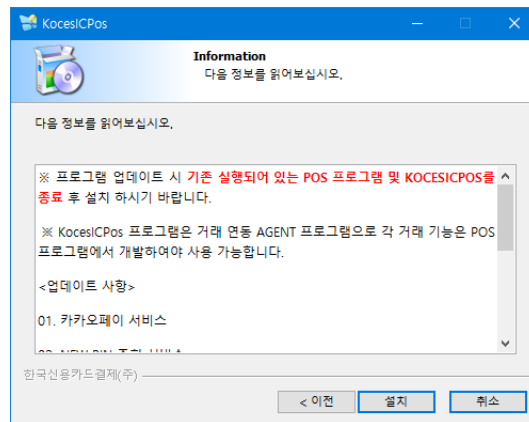 KocesICPos
Information
다음 정보를 읽어보십시오.
다음 정보를 읽어보십시오.
※ 프로그램 업데이트 시 기존 실행되어 있는 POS 프로그램 및 KOCESICPOS를
종료 후 설치 하시기 바랍니다.
※ KocesICPos 프로그램은 거래 연동 AGENT 프로그램으로 각 거래 기능은 POS
프로그램에서 개발하여야 사용 가능합니다.
<업데이트 사항>
01. 카카오페이 서비스
한국신용카드결제(주)
< 이전
설치
취소